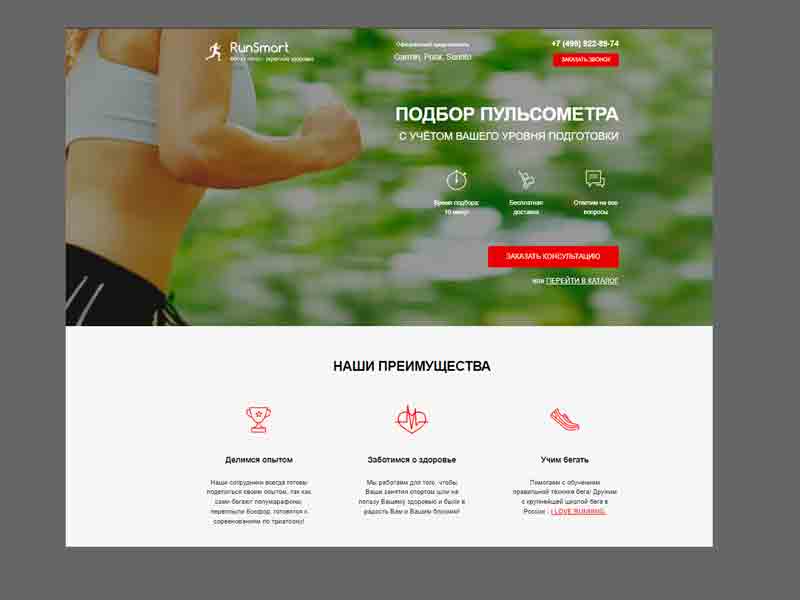 RunSmart
Официальный представитель
Garmin, Polar, Suunto
+7 (499) 922-89-74
ЗАКАЗАТЬ ЗВОНОК
ПОДБОР ПУЛЬСОМЕТРА
С УЧЁТОМ ВАШЕГО УРОВНЯ ПОДГОТОВКИ
Время подбора:
10 минут
Бесплатная
доставка
Ответим на все
вопросы
ЗАКАЗАТЬ КОНСУЛЬТАЦИЮ
или ПЕРЕЙТИ В КАТАЛОГ
НАШИ ПРЕИМУЩЕСТВА
Делимся опытом
Наши сотрудники всегда готовы
поделиться своим опытом, так как
сами бегают полумарафоны,
переплыли Босфор, готовятся к
соревнованиям по триатлону!
Заботимся о здоровье
Мы работаем для того, чтобы
Ваши занятия спортом шли на
пользу Вашему здоровью и были в
радость Вам и Вашим близким!
Учим бегать
Помогаем с обучением
правильной технике бега! Дружим
с крупнейшей школой бега в
России - I LOVE RUNNING.